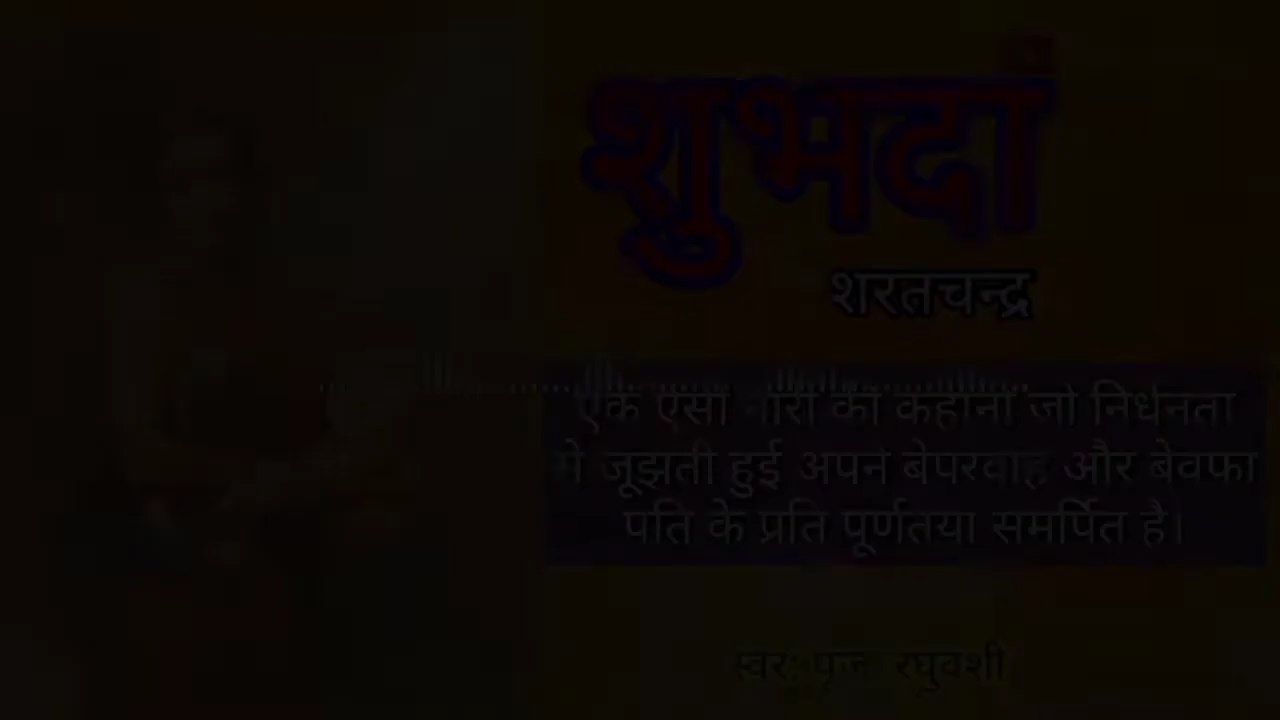 शुभदा
शरतचन्द्र
एक ऐसी नारी की कहानी जो निर्धनता
से जूझती हुई अपने बेपरवाह और बेवफा
पति के प्रति पूर्णतया समर्पित है।
स्वर: रघुवंशी